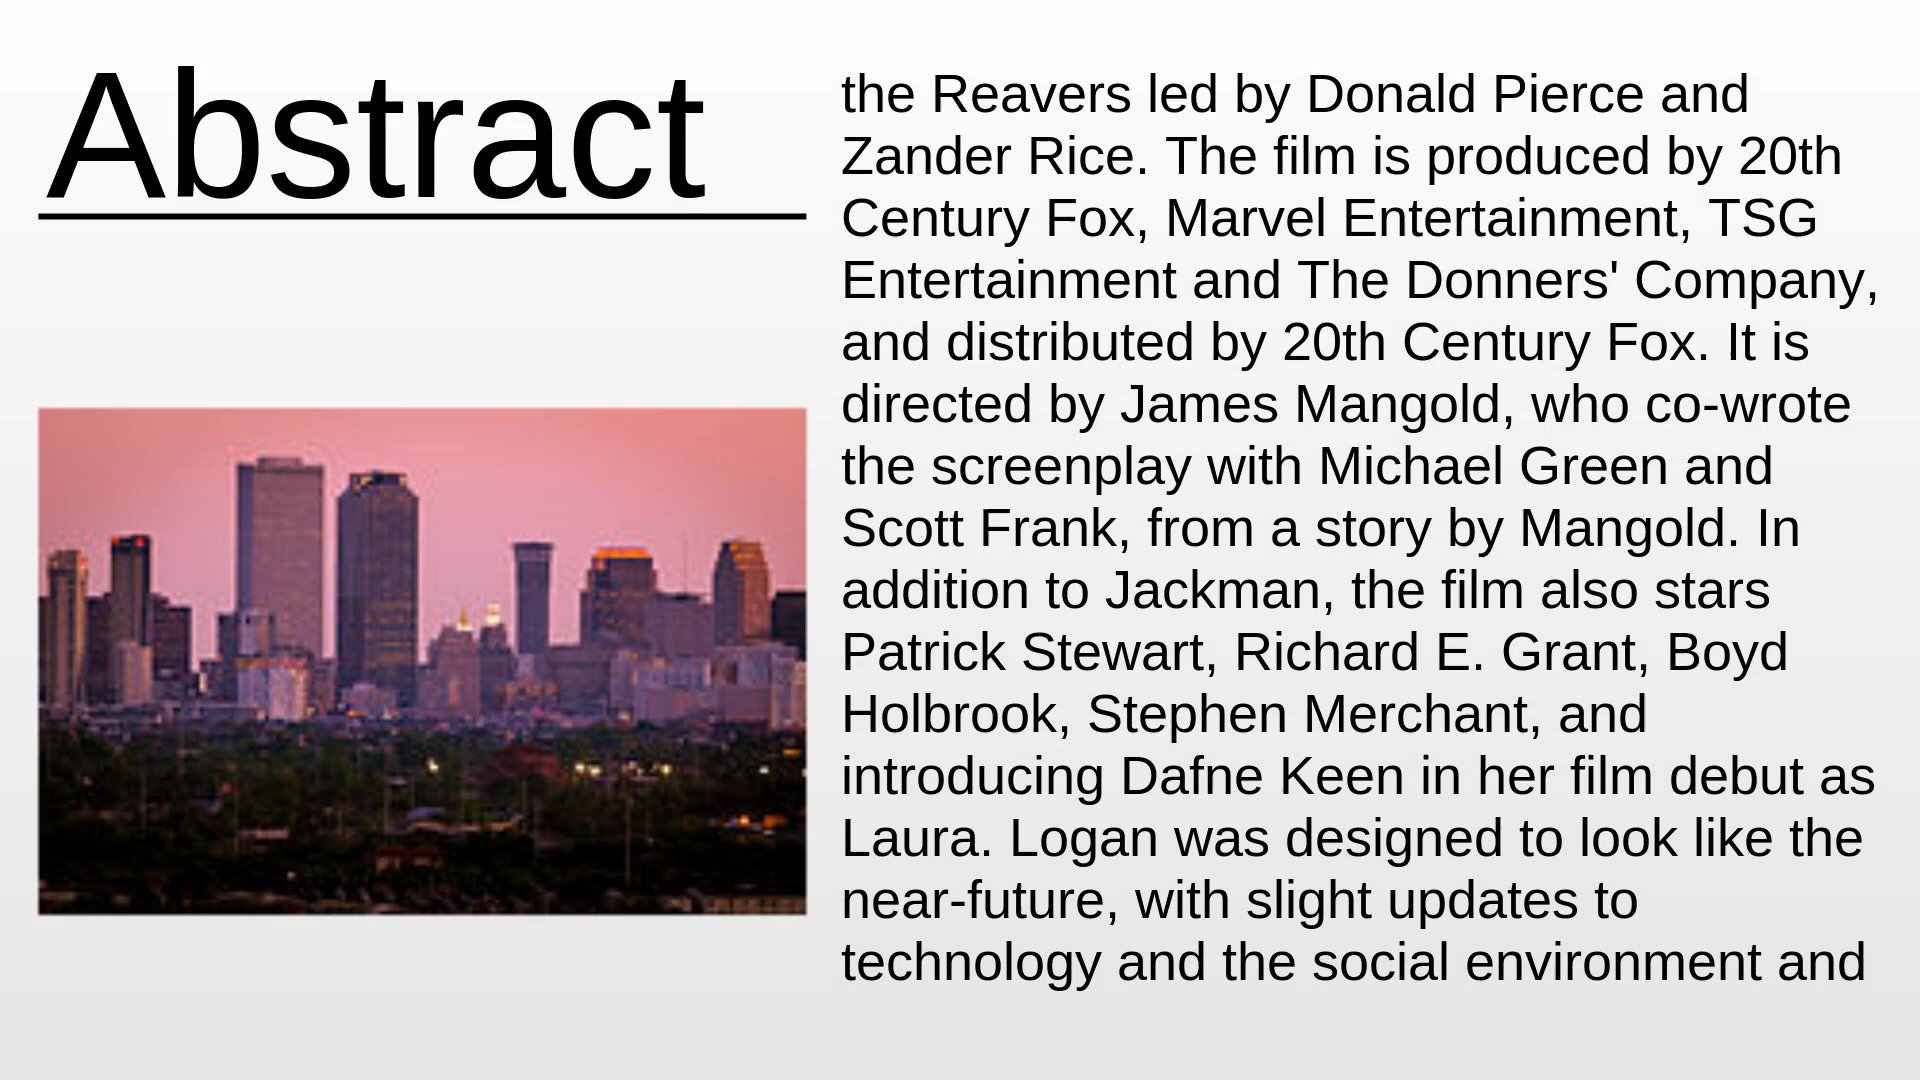 Abstract
the Reavers led by Donald Pierce and
Zander Rice. The film is produced by 20th
Century Fox, Marvel Entertainment, TSG
Entertainment and The Donners' Company,
and distributed by 20th Century Fox. It is
directed by James Mangold, who co-wrote
the screenplay with Michael Green and
Scott Frank, from a story by Mangold. In
addition to Jackman, the film also stars
Patrick Stewart, Richard E. Grant, Boyd
Holbrook, Stephen Merchant, and
introducing Dafne Keen in her film debut as
Laura. Logan was designed to look like the
near-future, with slight updates to
technology and the social environment and